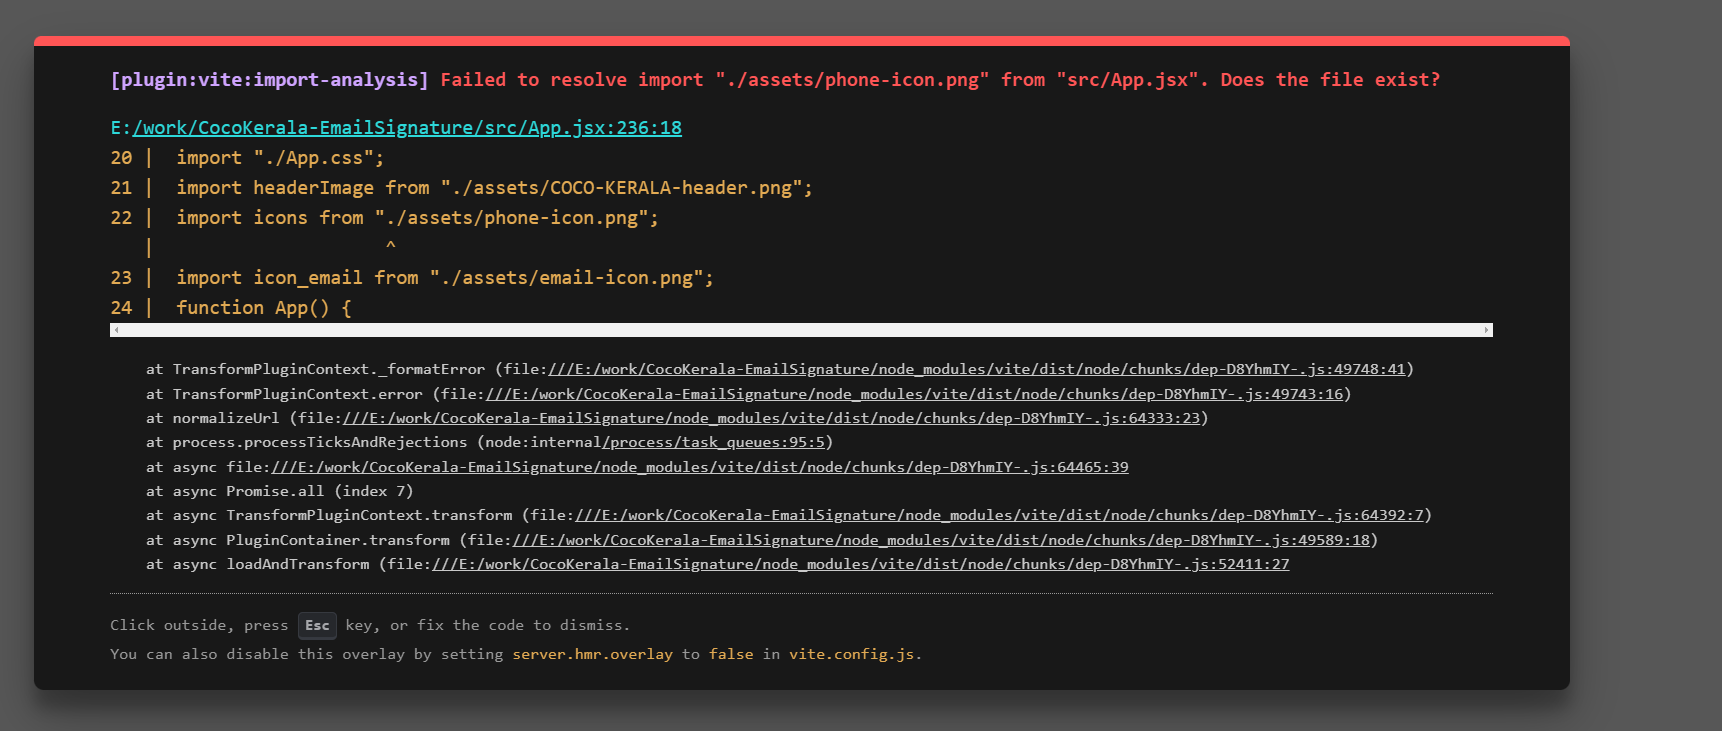 [plugin:vite:import-analysis] Failed to resolve import "./assets/phone-icon.png" from "src/App.jsx". Does the file exist?
E:/work/CocoKerala-EmailSignature/src/App.jsx:236:18
20 |  import "./App.css";
21 |  import headerImage from "./assets/COCO-KERALA-header.png";
22 |  import icons from "./assets/phone-icon.png";
   |                     ^
23 |  import icon_email from "./assets/email-icon.png";
24 |  function App() {
at TransformPluginContext._formatError (file:///E:/work/CocoKerala-EmailSignature/node_modules/vite/dist/node/chunks/dep-D8YhmIY-.js:49748:41)
at TransformPluginContext.error (file:///E:/work/CocoKerala-EmailSignature/node_modules/vite/dist/node/chunks/dep-D8YhmIY-.js:49743:16)
at normalizeUrl (file:///E:/work/CocoKerala-EmailSignature/node_modules/vite/dist/node/chunks/dep-D8YhmIY-.js:64333:23)
at process.processTicksAndRejections (node:internal/process/task_queues:95:5)
at async file:///E:/work/CocoKerala-EmailSignature/node_modules/vite/dist/node/chunks/dep-D8YhmIY-.js:64465:39
at async Promise.all (index 7)
at async TransformPluginContext.transform (file:///E:/work/CocoKerala-EmailSignature/node_modules/vite/dist/node/chunks/dep-D8YhmIY-.js:64392:7)
at async PluginContainer.transform (file:///E:/work/CocoKerala-EmailSignature/node_modules/vite/dist/node/chunks/dep-D8YhmIY-.js:49589:18)
at async loadAndTransform (file:///E:/work/CocoKerala-EmailSignature/node_modules/vite/dist/node/chunks/dep-D8YhmIY-.js:52411:27
Click outside, press Esc key, or fix the code to dismiss.
You can also disable this overlay by setting server.hmr.overlay to false in vite.config.js.